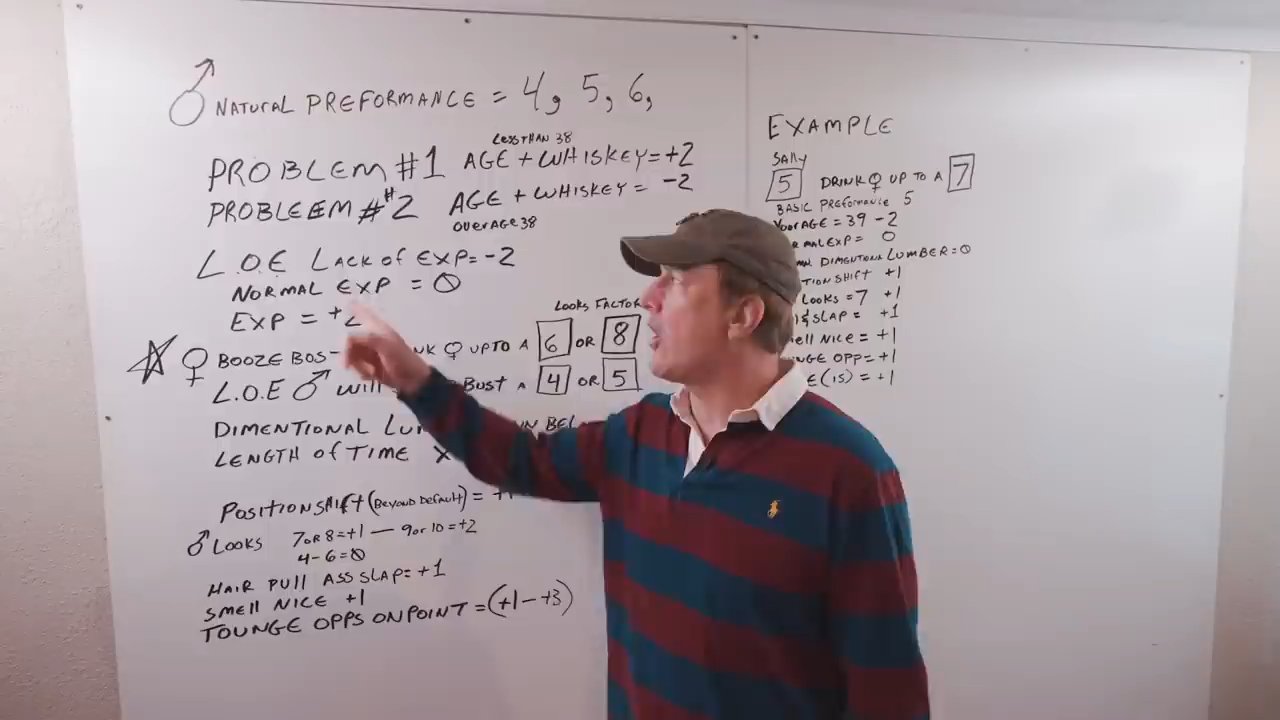 ♂ NATURAL PREFORMANCE = 4, 5, 6,
LESS THAN 38
PROBLEM #1 AGE + WHISKEY = +2
PROBLEEM #2 AGE + WHISKEY = -2
OVER AGE 38
L.O.E LACK OF EXP = -2
NORMAL EXP = 0
EXP = +2
LOOKS FACTOR
♀ BOOZE BOS ♀ UP TO A 6 OR 8
L.O.E ♂ WILL BUST A 4 OR 5
DIMENTIONAL
LENGTH OF TIME X
POSITION SHIFT (BEYOND DEFAULT) = +1
♂ LOOKS 7 OR 8 = +1 — 9 OR 10 = +2
4-6 = 0
HAIR PULL ASS SLAP = +1
SMELL NICE +1
TOUNGE OPPS ON POINT = (+1 - +3)
EXAMPLE
SALLY
5 DRINK ♀ UP TO A 7
BASIC PREFORMANCE 5
YOUR AGE = 39 -2
EXP = 0
DIMENTIONAL LUMBER = 0
SHIFT +1
LOOKS = 7 +1
SLAP = +1
NICE = +1
OPP = +1
(15) = +1